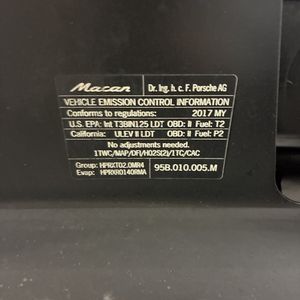 Macan Dr. Ing. h. c. F. Porsche AG
VEHICLE EMISSION CONTROL INFORMATION
Conforms to regulations: 2017 MY
U.S. EPA: Int T3BIN125 LDT OBD: II Fuel: T2
California: ULEV II LDT OBD: II Fuel: P2
No adjustments needed.
1TWC/MAP/DFI/HO2S(2)/1TC/CAC
Group: HPRXT02.0MR4
Evap: HPRXR0140RMA 95B.010.005.M